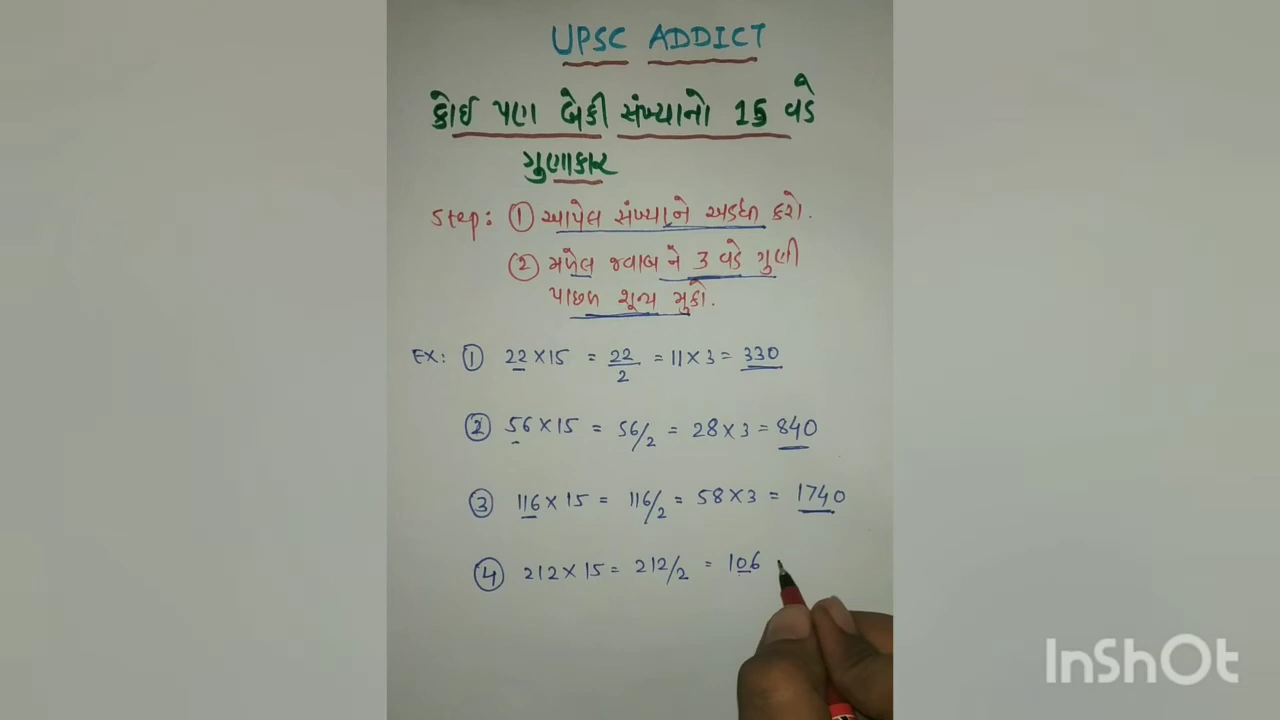 UPSC ADDICT
કોઈ પણ બેકી સંખ્યાનો 15 વડે
ગુણાકાર
Step: ① આપેલ સંખ્યાને અડધી કરો.
② મળેલ જવાબ ને 3 વડે ગુણી
પાછળ શૂન્ય મુકો.
EX: ① 22 × 15 = 22/2 = 11 × 3 = 330
② 56 × 15 = 56/2 = 28 × 3 = 840
③ 116 × 15 = 116/2 = 58 × 3 = 1740
④ 212 × 15 = 212/2 = 106
InShOt